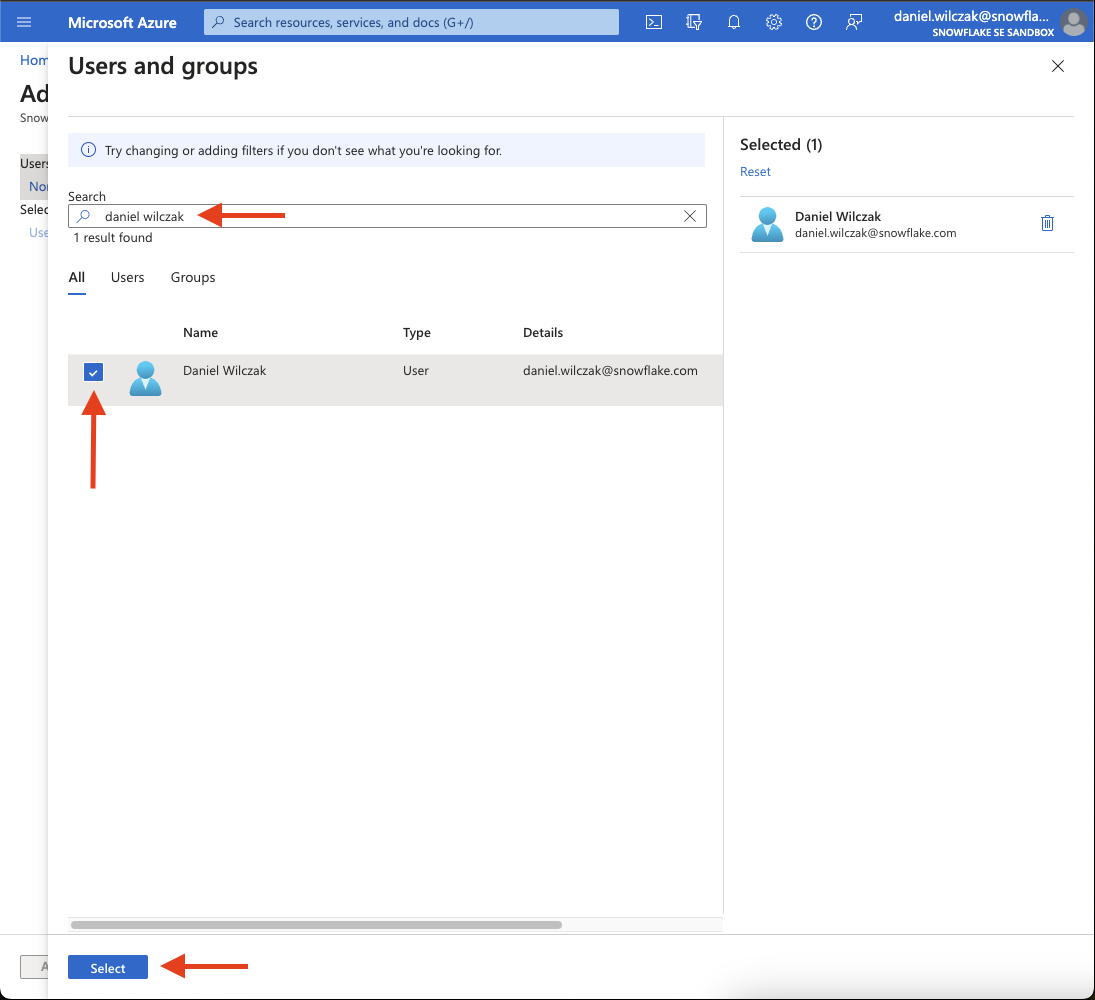 Microsoft Azure
Search resources, services, and docs (G+/)
daniel.wilczak@snowfla...
SNOWFLAKE SE SANDBOX
Hom
Users and groups
Ad
Snow
Try changing or adding filters if you don't see what you're looking for.
Selected (1)
Reset
Users
Nor
Selec
Use
Search
daniel wilczak
1 result found
Daniel Wilczak
daniel.wilczak@snowflake.com
All Users Groups
Name Type Details
Daniel Wilczak User daniel.wilczak@snowflake.com
A
Select